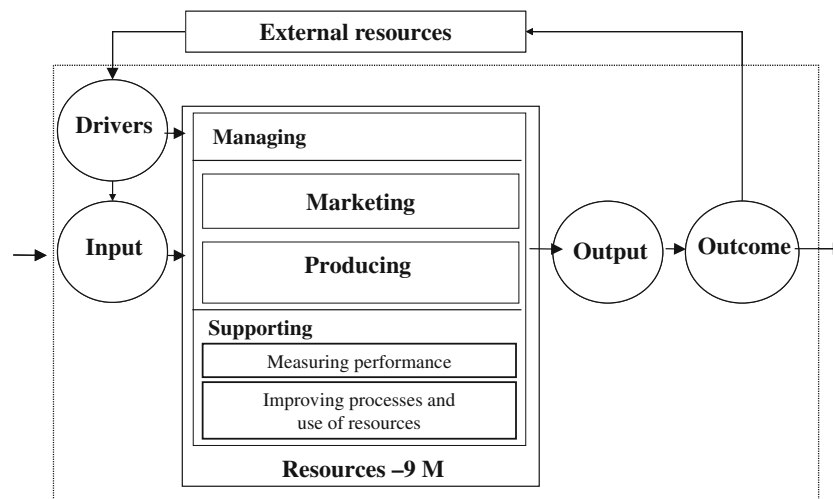 External resources
Drivers
Managing
Marketing
Input
Producing
Output
Outcome
Supporting
Measuring performance
Improving processes and
use of resources
Resources –9 M